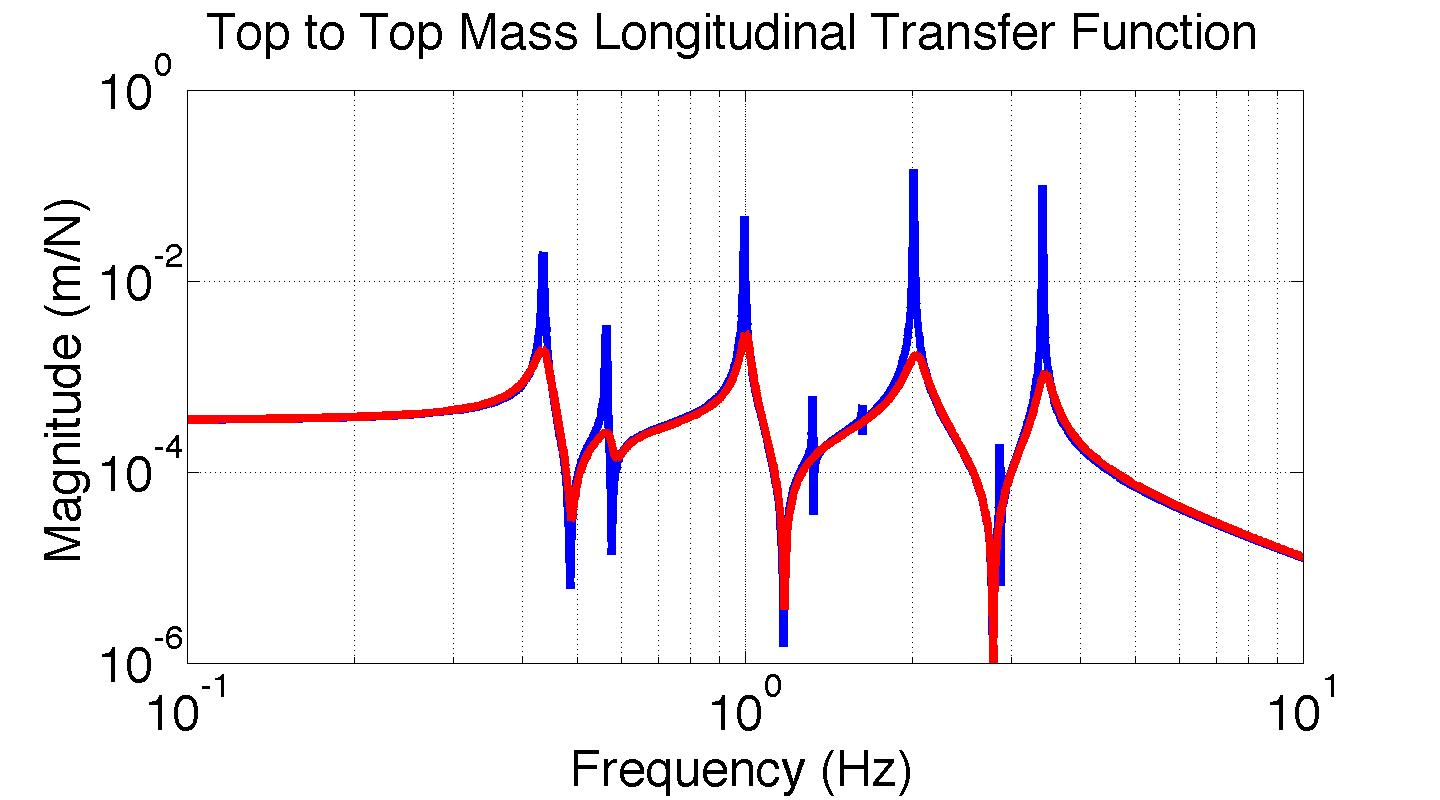 Top to Top Mass Longitudinal Transfer Function
10^0
10^-2
10^-4
10^-6
Magnitude (m/N)
10^-1 10^0 10^1
Frequency (Hz)